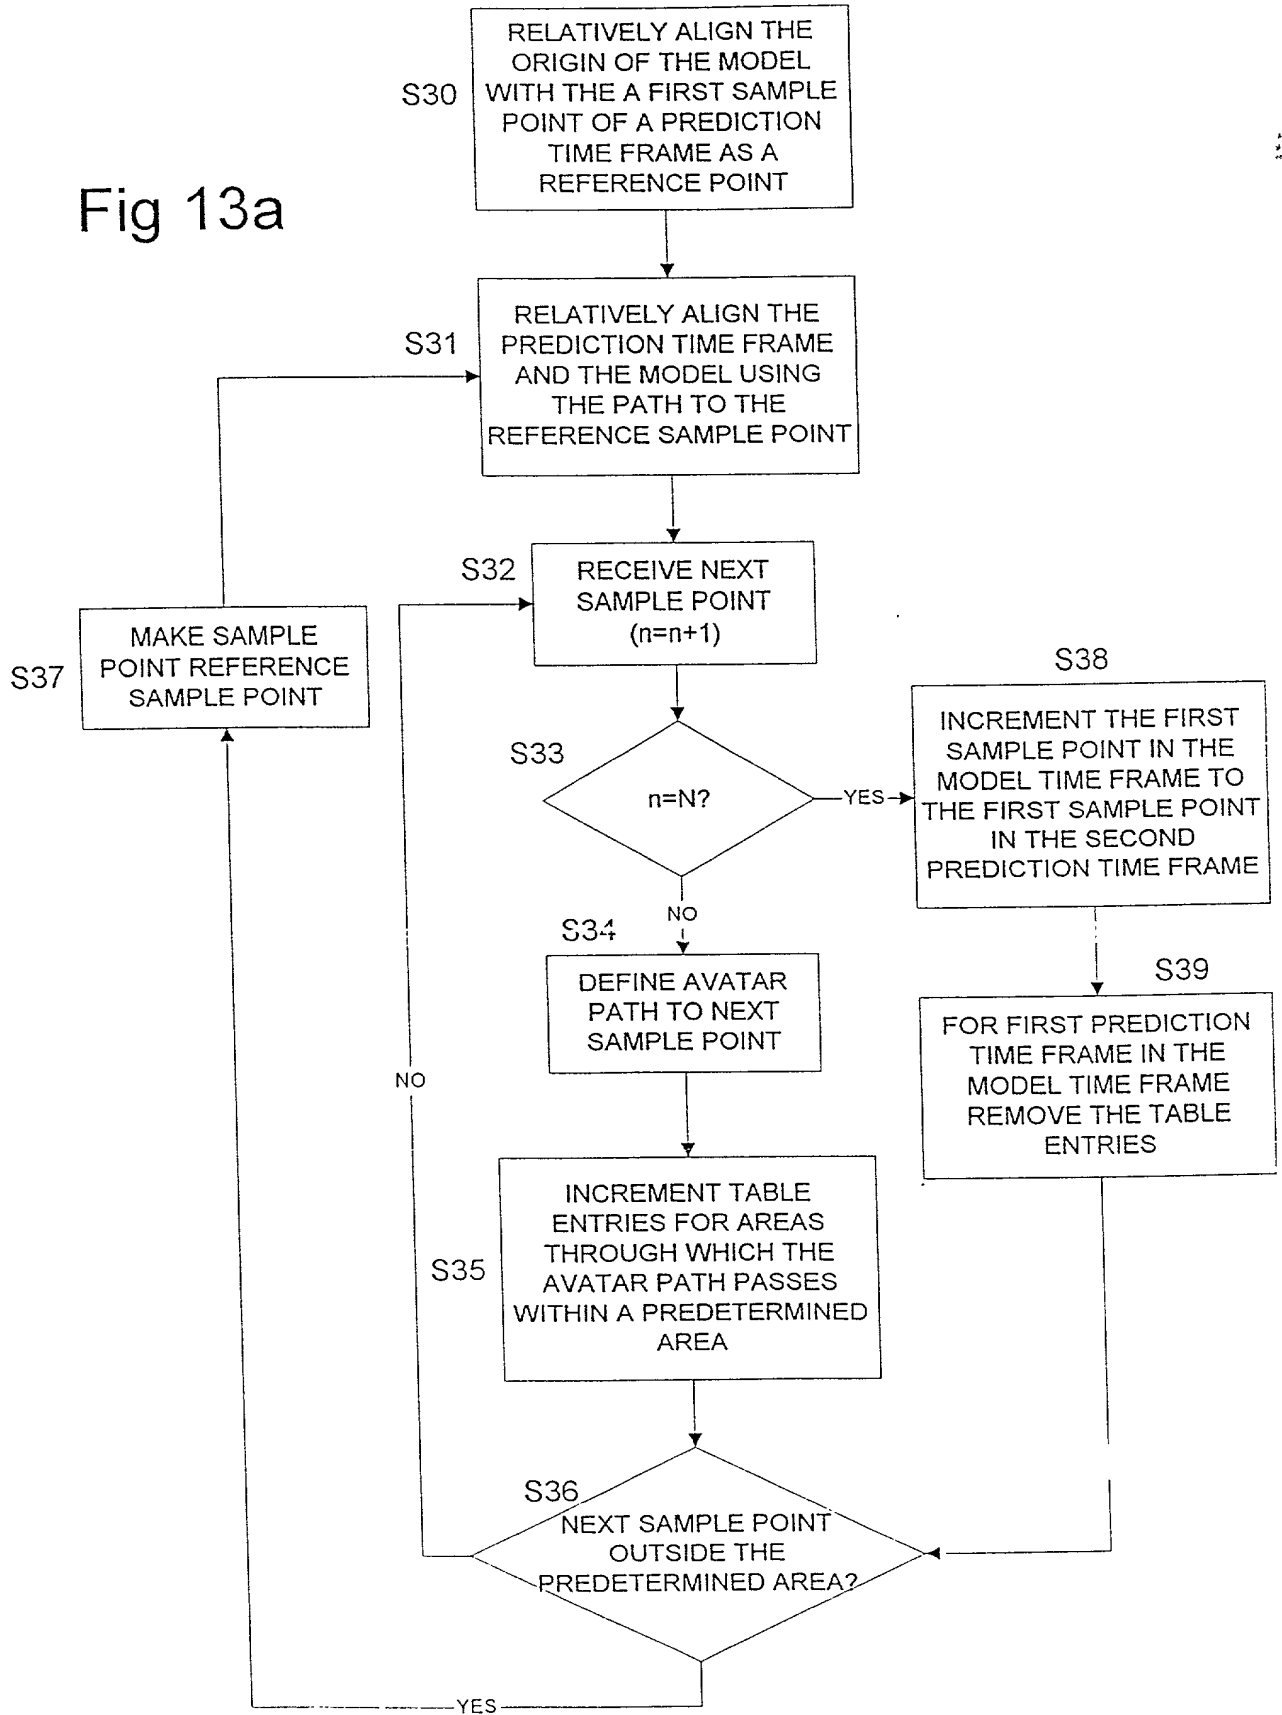 Fig 13a
S30
RELATIVELY ALIGN THE
ORIGIN OF THE MODEL
WITH THE A FIRST SAMPLE
POINT OF A PREDICTION
TIME FRAME AS A
REFERENCE POINT
S31
RELATIVELY ALIGN THE
PREDICTION TIME FRAME
AND THE MODEL USING
THE PATH TO THE
REFERENCE SAMPLE POINT
S32
RECEIVE NEXT
SAMPLE POINT
(n=n+1)
S37
MAKE SAMPLE
POINT REFERENCE
SAMPLE POINT
S33
n=N?
YES
NO
S38
INCREMENT THE FIRST
SAMPLE POINT IN THE
MODEL TIME FRAME TO
THE FIRST SAMPLE POINT
IN THE SECOND
PREDICTION TIME FRAME
S34
DEFINE AVATAR
PATH TO NEXT
SAMPLE POINT
S39
FOR FIRST PREDICTION
TIME FRAME IN THE
MODEL TIME FRAME
REMOVE THE TABLE
ENTRIES
NO
S35
INCREMENT TABLE
ENTRIES FOR AREAS
THROUGH WHICH THE
AVATAR PATH PASSES
WITHIN A PREDETERMINED
AREA
S36
NEXT SAMPLE POINT
OUTSIDE THE
PREDETERMINED AREA?
YES